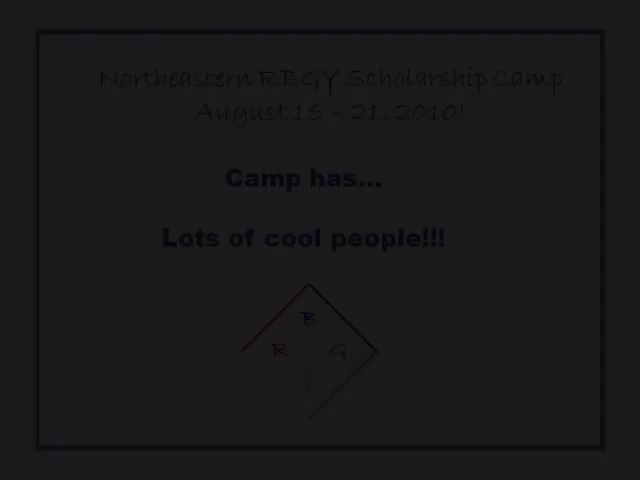 Northeastern RBGY Scholarship Camp
August 15 - 21, 2010!
Camp has...
Lots of cool people!!!
B
R G